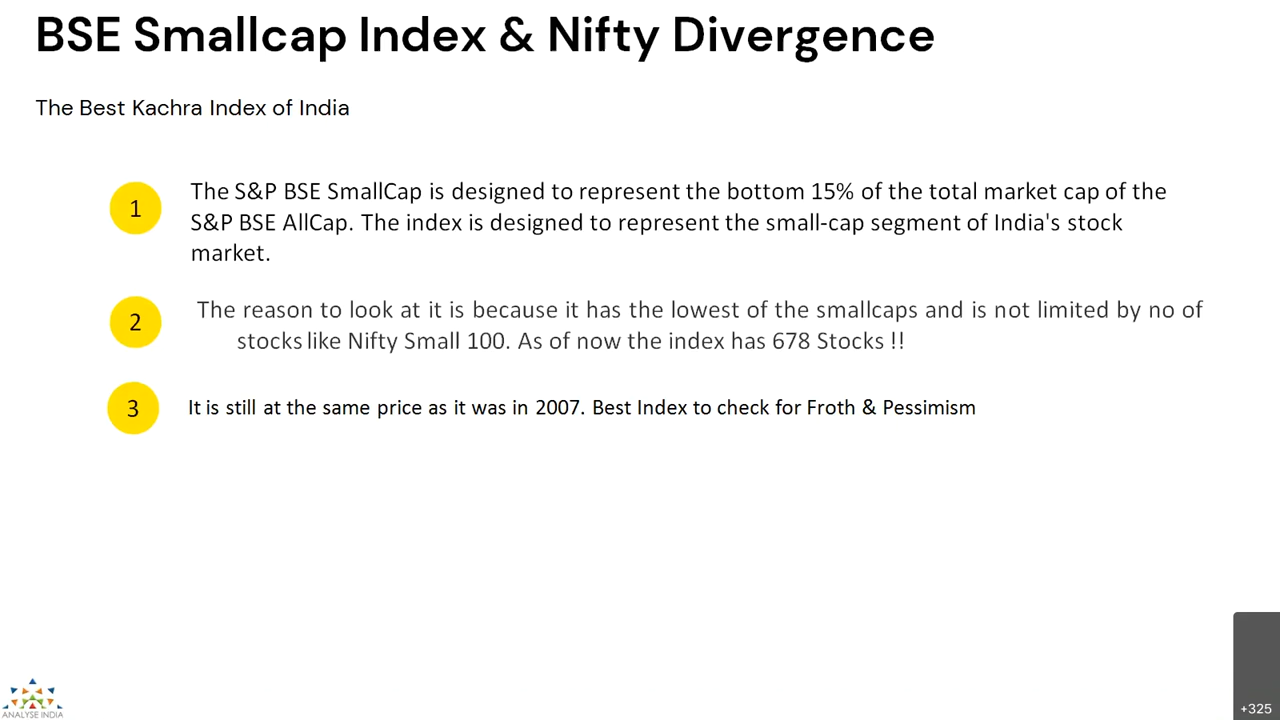 BSE Smallcap Index & Nifty Divergence
The Best Kachra Index of India
1
The S&P BSE SmallCap is designed to represent the bottom 15% of the total market cap of the
S&P BSE AllCap. The index is designed to represent the small-cap segment of India's stock
market.
2
The reason to look at it is because it has the lowest of the smallcaps and is not limited by no of
stocks like Nifty Small 100. As of now the index has 678 Stocks !!
3
It is still at the same price as it was in 2007. Best Index to check for Froth & Pessimism
ANALYSE INDIA
+325